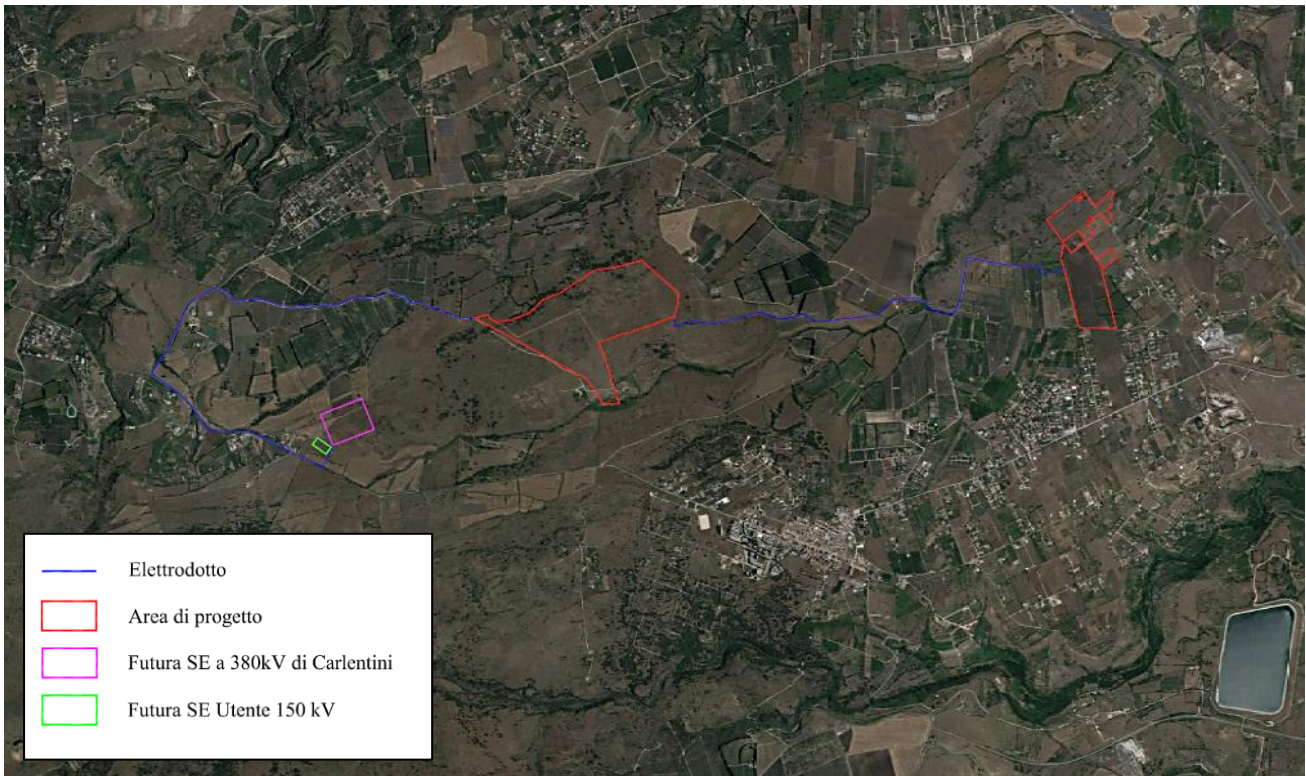 Elettrodotto
Area di progetto
Futura SE a 380kV di Carlentini
Futura SE Utente 150 kV